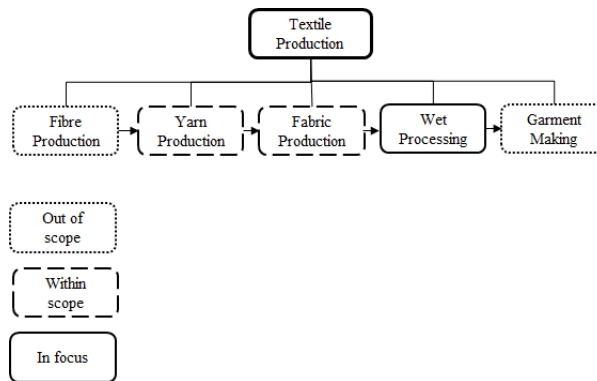 Textile
Production
Fibre
Production
Yarn
Production
Fabric
Production
Wet
Processing
Garment
Making
Out of
scope
Within
scope
In focus